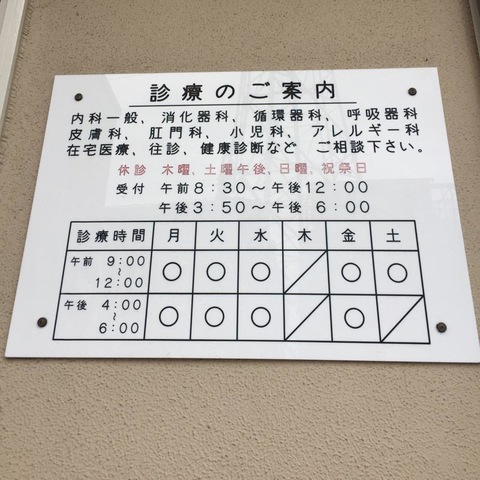 診療のご案内
内科一般、消化器科、循環器科、呼吸器科
皮膚科、肛門科、小児科、アレルギー科
在宅医療、往診、健康診断など ご相談下さい。
休診 木曜、土曜午後、日曜、祝祭日
受付 午前8:30〜午後12:00
午後3:50〜午後 6:00
診療時間 月 火 水 木 金 土
午前 9:00〜12:00 ○ ○ ○ ／ ○ ○
午後 4:00〜6:00 ○ ○ ○ ／ ○ ／